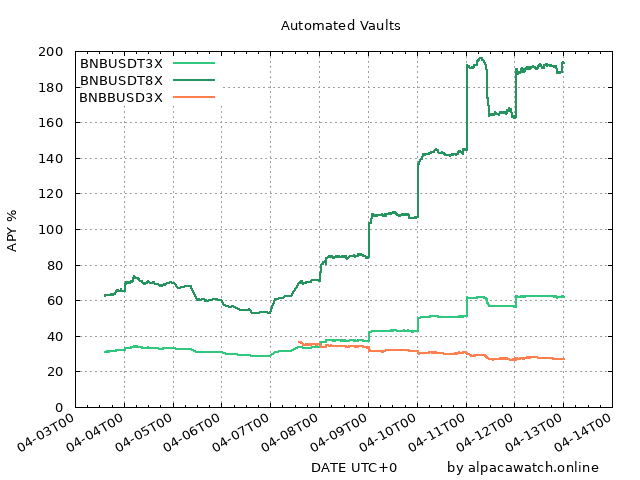 Automated Vaults
BNBUSDT3X
BNBUSDT8X
BNBBUSD3X
200
180
160
140
120
100
80
60
40
20
0
APY %
04-03T00
04-04T00
04-05T00
04-06T00
04-07T00
04-08T00
04-09T00
04-10T00
04-11T00
04-12T00
04-13T00
04-14T00
DATE UTC+0
by alpacawatch.online